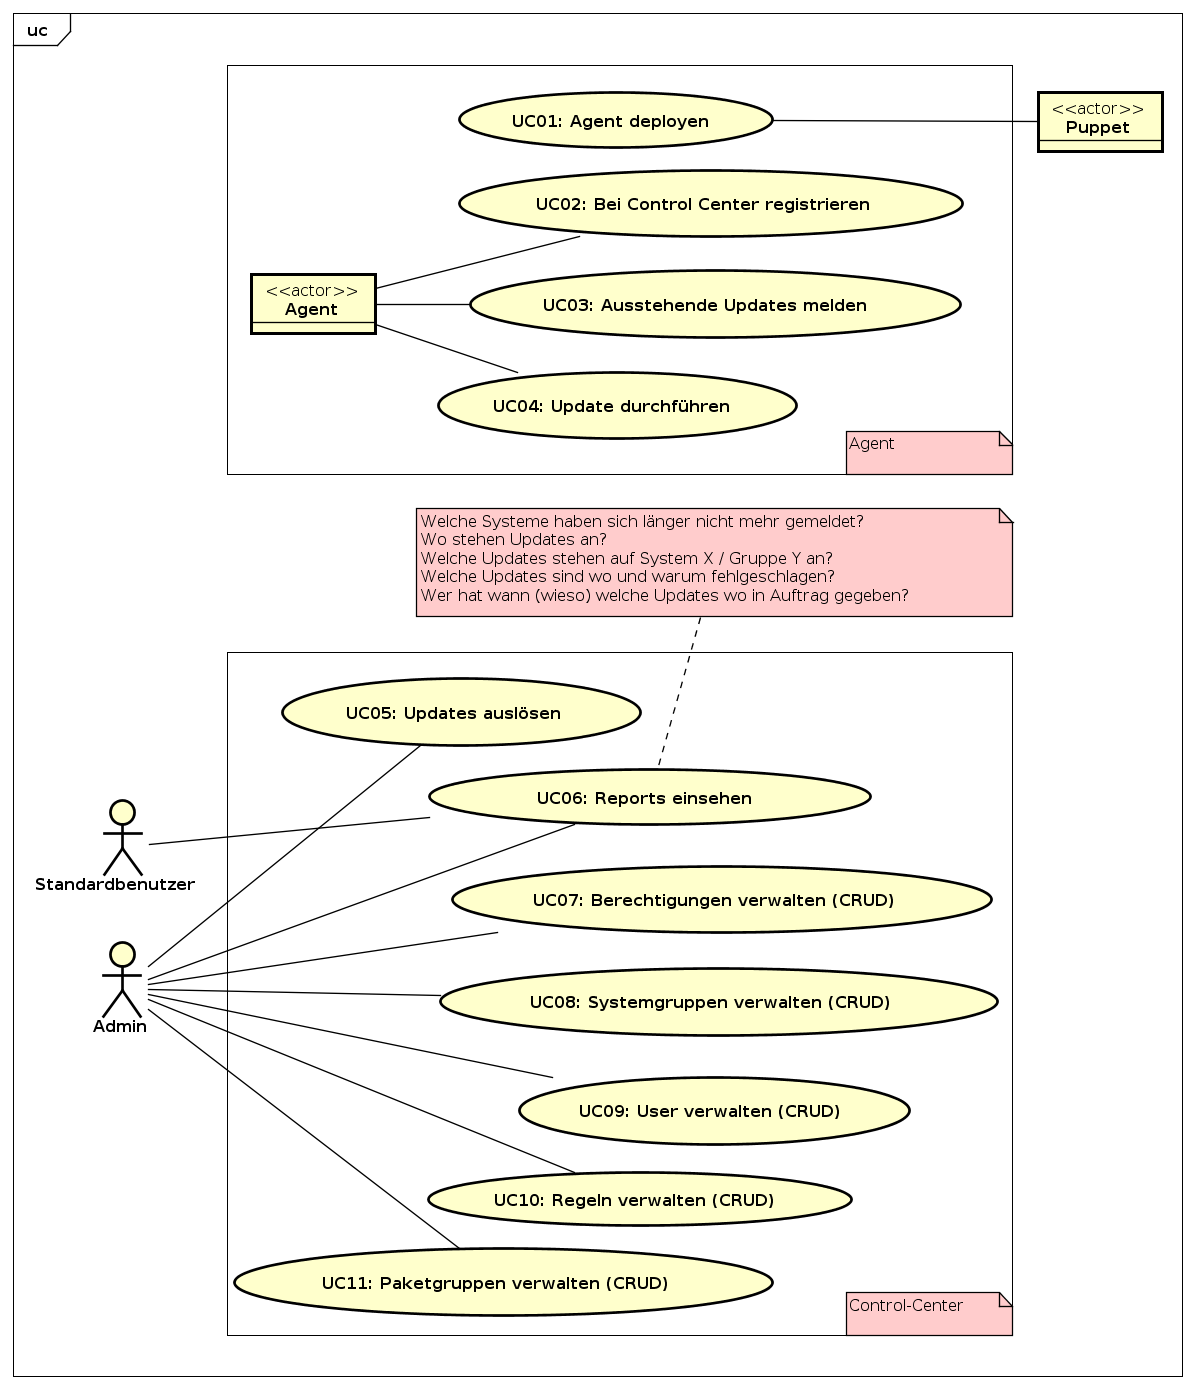 uc
UC01: Agent deployen
<<actor>>
Puppet
UC02: Bei Control Center registrieren
<<actor>>
Agent
UC03: Ausstehende Updates melden
UC04: Update durchführen
Agent
Welche Systeme haben sich länger nicht mehr gemeldet?
Wo stehen Updates an?
Welche Updates stehen auf System X / Gruppe Y an?
Welche Updates sind wo und warum fehlgeschlagen?
Wer hat wann (wieso) welche Updates wo in Auftrag gegeben?
UC05: Updates auslösen
UC06: Reports einsehen
Standardbenutzer
UC07: Berechtigungen verwalten (CRUD)
UC08: Systemgruppen verwalten (CRUD)
Admin
UC09: User verwalten (CRUD)
UC10: Regeln verwalten (CRUD)
UC11: Paketgruppen verwalten (CRUD)
Control-Center